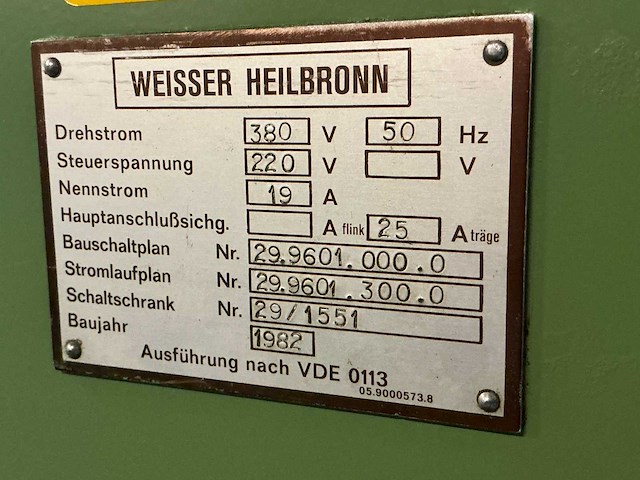 WEISSER HEILBRONN
Drehstrom 380 V 50 Hz
Steuerspannung 220 V V
Nennstrom 19 A
Hauptanschlußsichg. A flink 25 A träge
Bauschaltplan Nr. 29.9601.000.0
Stromlaufplan Nr. 29.9601.300.0
Schaltschrank Nr. 29/1551
Baujahr 1982
Ausführung nach VDE 0113
05.9000573.8